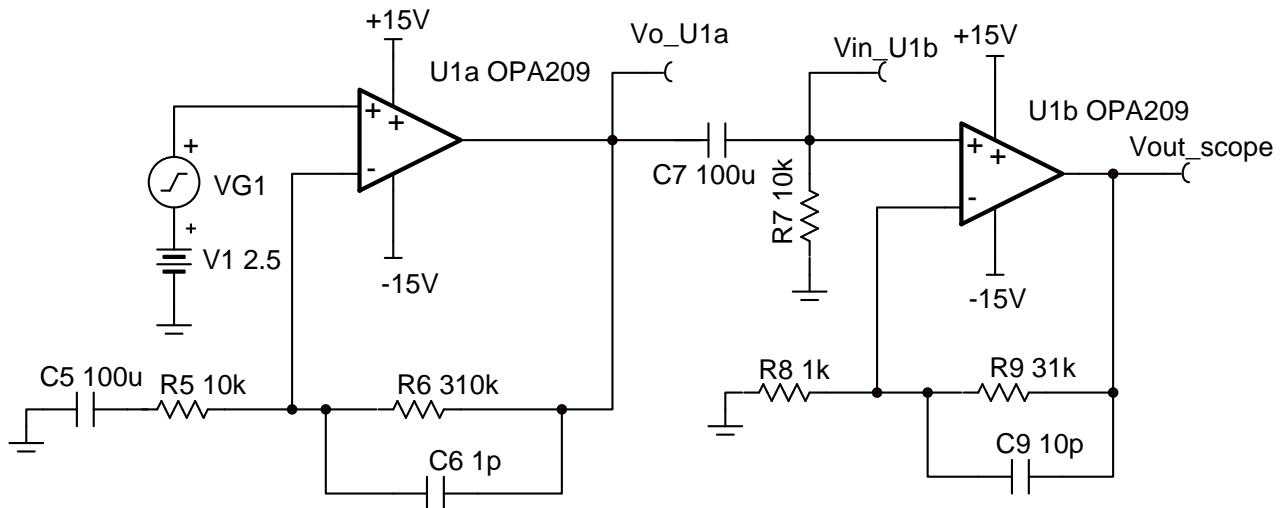 +15V
Vo_U1a
Vin_U1b
+15V
U1a OPA209
U1b OPA209
Vout_scope
+
+
-
+
VG1
+
V1 2.5
-15V
C7 100u
R7 10k
+
+
-
-15V
C5 100u
R5 10k
R6 310k
C6 1p
R8 1k
R9 31k
C9 10p